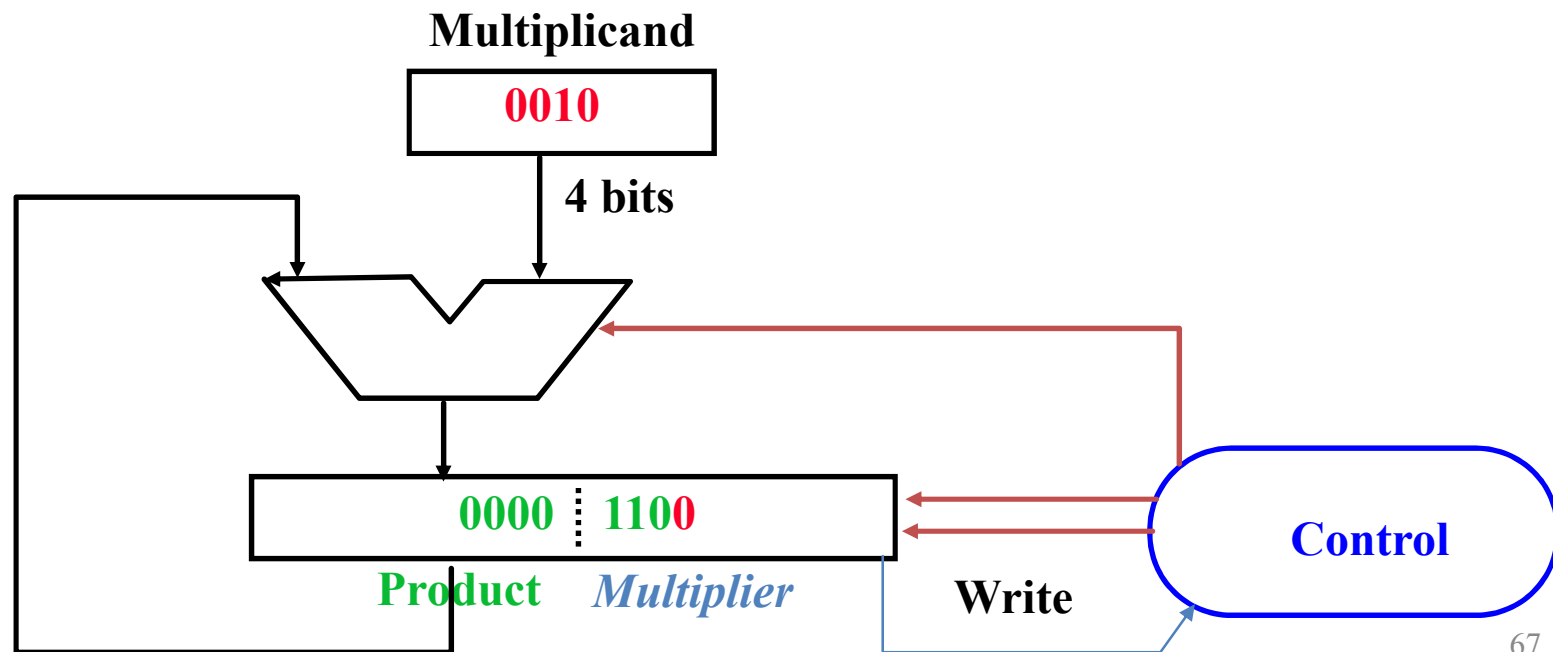 Multiplicand
0010
4 bits
0000 1100
Control
Product Multiplier Write
67